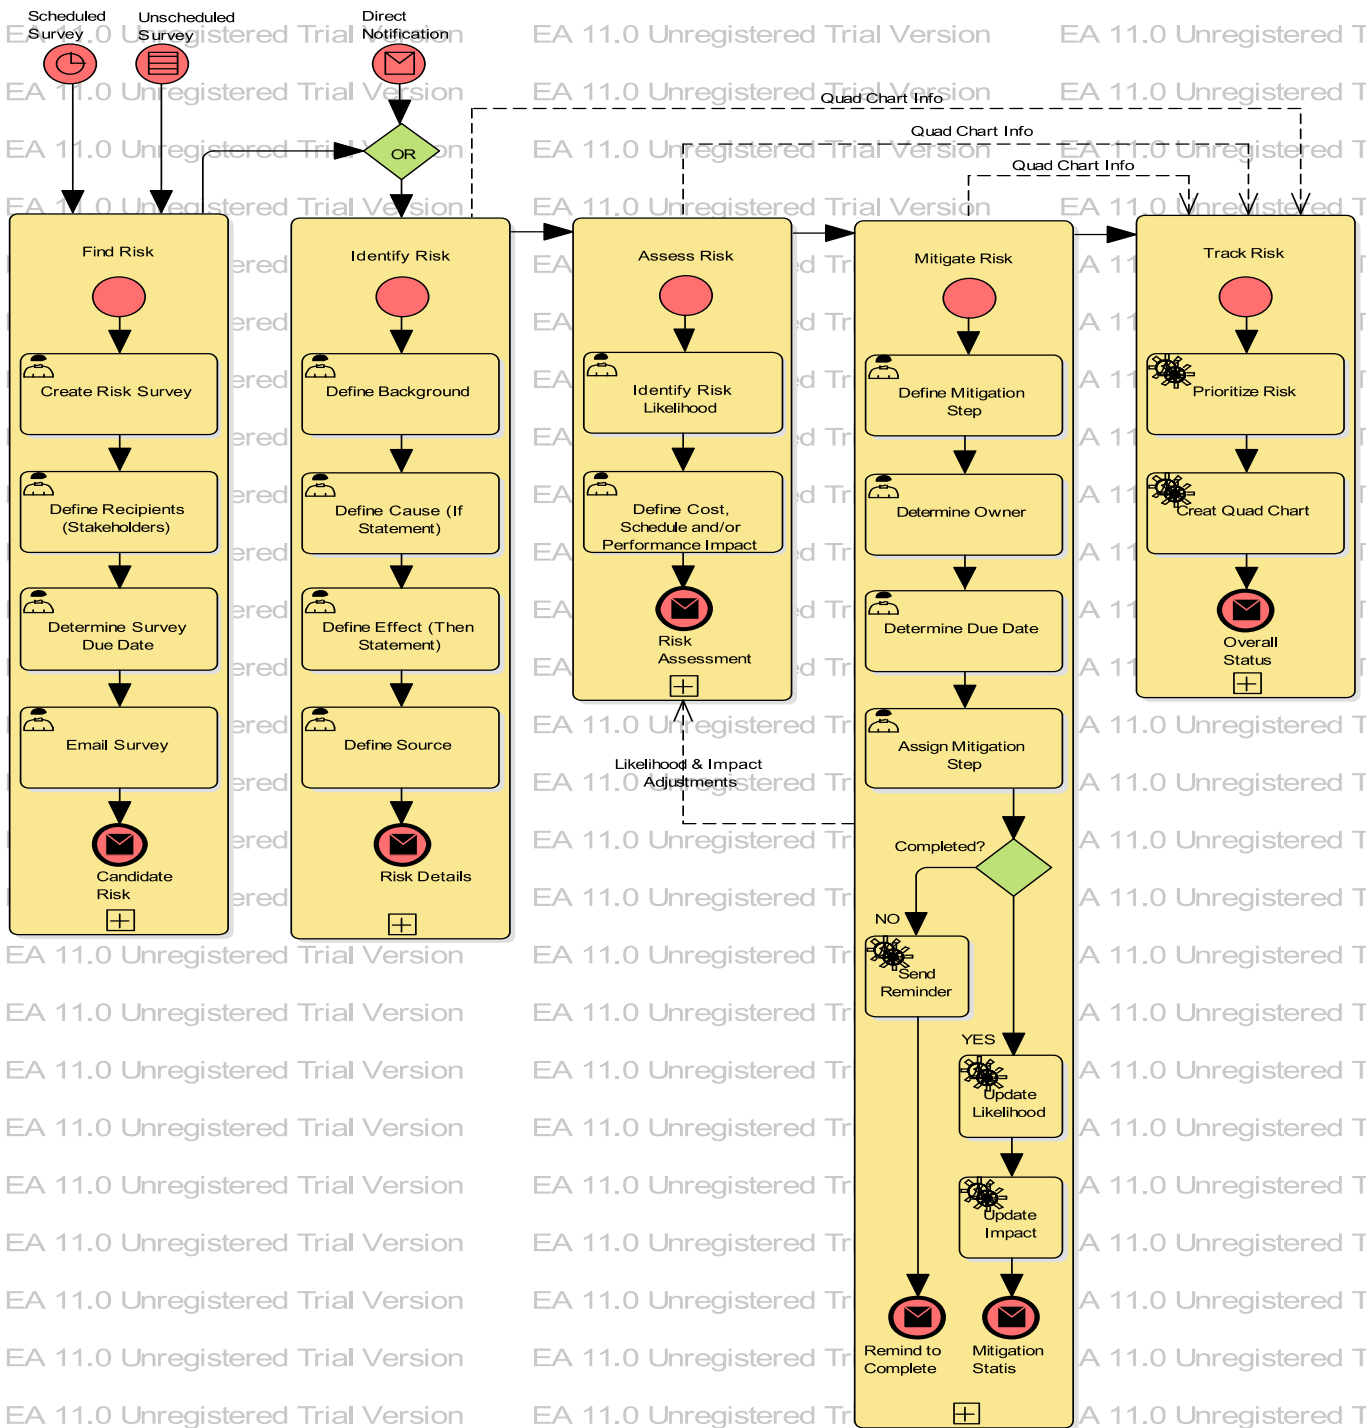 Scheduled
Survey
Unscheduled
Survey
Direct
Notification
EA 11.0 Unregistered Trial Version
Quad Chart Info
Quad Chart Info
Quad Chart Info
OR
Find Risk
Create Risk Survey
Define Recipients
(Stakeholders)
Determine Survey
Due Date
Email Survey
Candidate
Risk
Identify Risk
Define Background
Define Cause (If
Statement)
Define Effect (Then
Statement)
Define Source
Risk Details
Assess Risk
Identify Risk
Likelihood
Define Cost,
Schedule and/or
Performance Impact
Risk
Assessment
Likelihood & Impact
Adjustments
Mitigate Risk
Define Mitigation
Step
Determine Owner
Determine Due Date
Assign Mitigation
Step
Completed?
NO
Send
Reminder
YES
Update
Likelihood
Update
Impact
Remind to
Complete
Mitigation
Statis
Track Risk
Prioritize Risk
Creat Quad Chart
Overall
Status